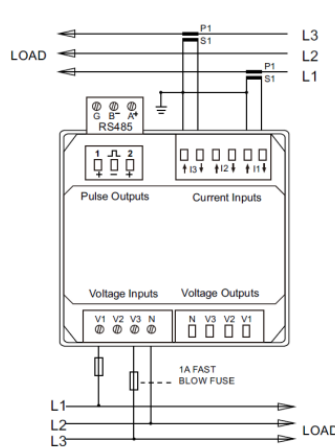 P1
L3
S1
LOAD
L2
P1
L1
S1
G B- A+
RS485
1 2
+ - +
I3 I2 I1
Pulse Outputs Current Inputs
Voltage Inputs Voltage Outputs
V1 V2 V3 N N V3 V2 V1
1A FAST
BLOW FUSE
L1
L2
LOAD
L3